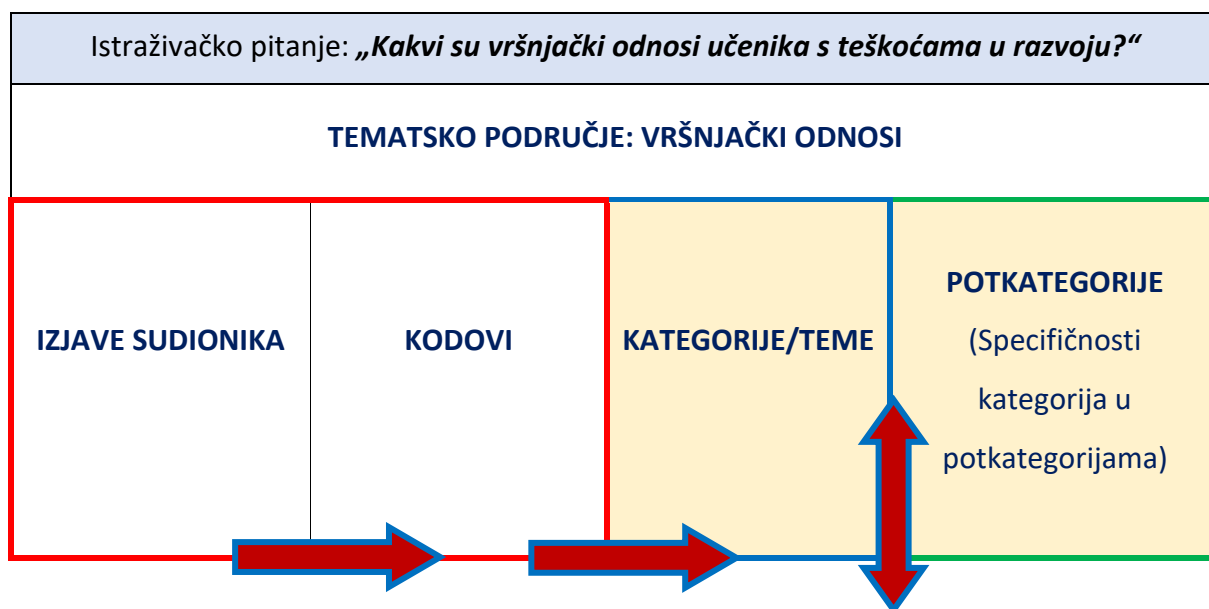 Istraživačko pitanje: „Kakvi su vršnjački odnosi učenika s teškoćama u razvoju?“
TEMATSKO PODRUČJE: VRŠNJAČKI ODNOSI
IZJAVE SUDIONIKA
KODOVI
KATEGORIJE/TEME
POTKATEGORIJE
(Specifičnosti
kategorija u
potkategorijama)